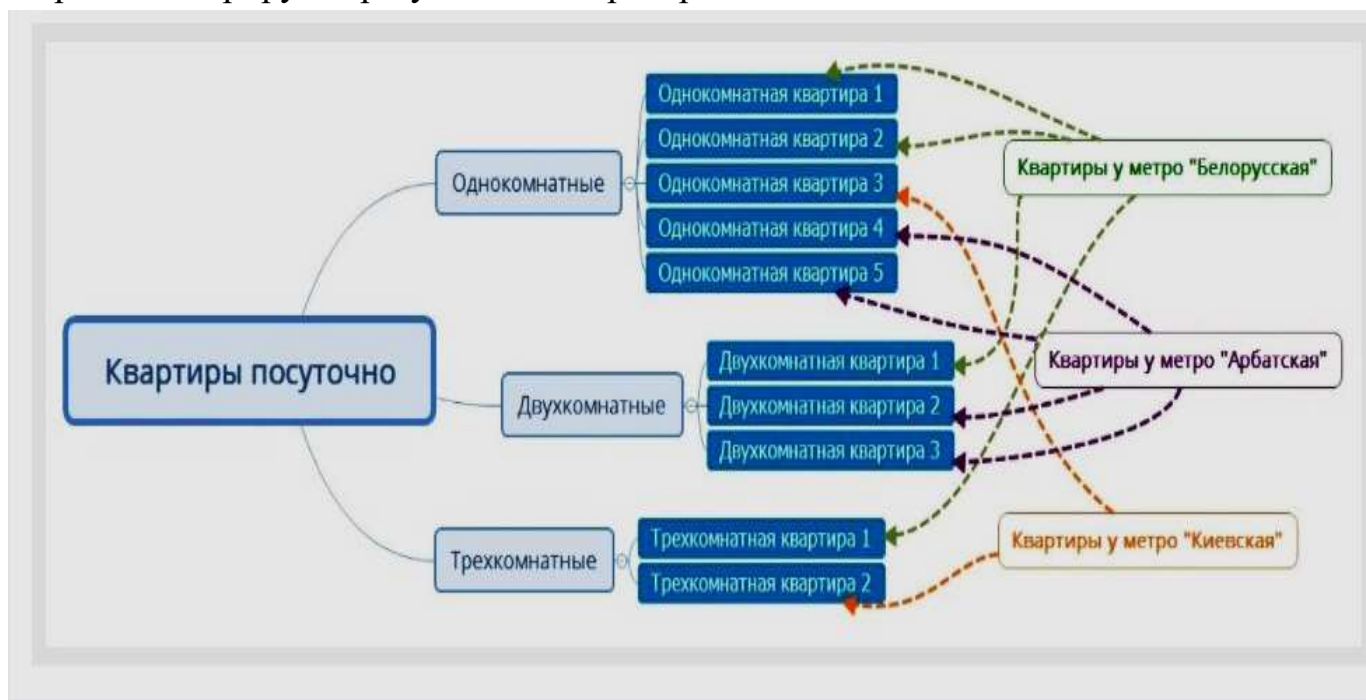 Однокомнатная квартира 1
Однокомнатная квартира 2
Однокомнатная квартира 3
Однокомнатная квартира 4
Однокомнатная квартира 5
Однокомнатные
Квартиры у метро "Белорусская"
Квартиры посуточно
Двухкомнатные
Двухкомнатная квартира 1
Двухкомнатная квартира 2
Двухкомнатная квартира 3
Квартиры у метро "Арбатская"
Трехкомнатные
Трехкомнатная квартира 1
Трехкомнатная квартира 2
Квартиры у метро "Киевская"